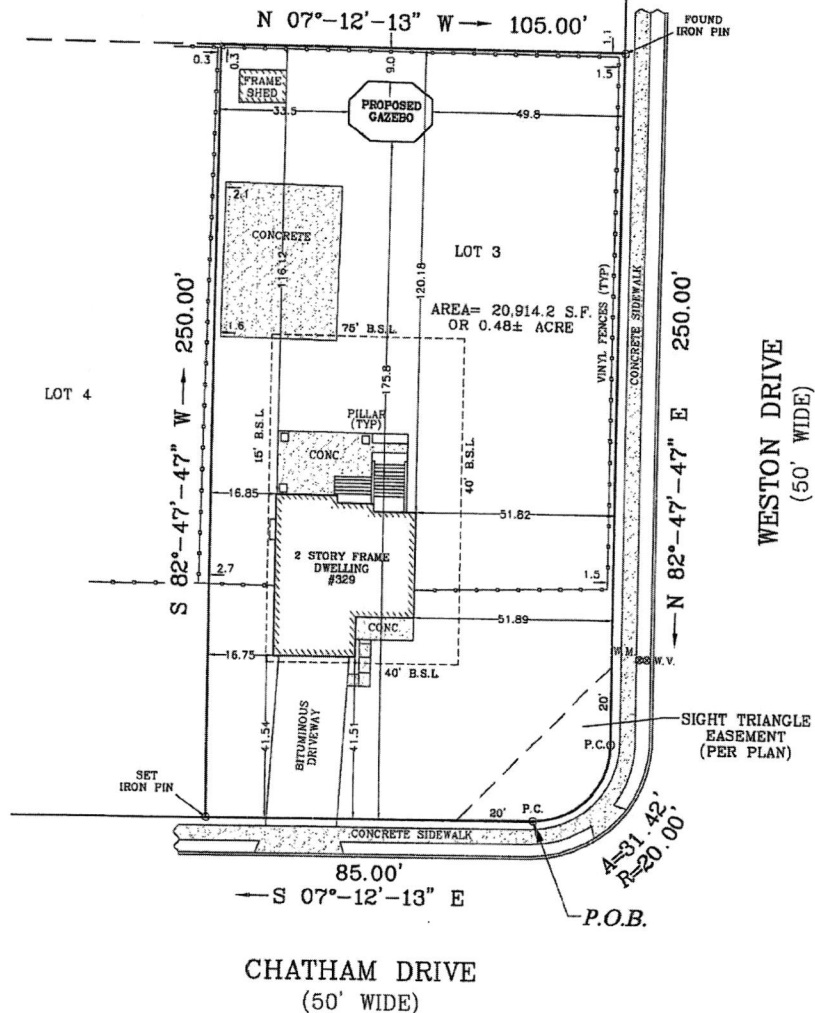 N 07°-12'-13" W → 105.00'
FOUND
IRON PIN
1.1
0.3
0.3
9.0
1.5
FRAME
SHED
PROPOSED
GAZEBO
33.5
49.8
2.1
CONCRETE
LOT 3
116.12
120.18
AREA= 20,914.2 S.F.
OR 0.48± ACRE
VINYL FENCES (TYP)
CONCRETE SIDEWALK
1.6
75' B.S.L.
175.8
LOT 4
S 82°-47'-47" W → 250.00'
← N 82°-47'-47" E 250.00'
WESTON DRIVE
(50' WIDE)
PILLAR
(TYP)
15' B.S.L.
CONC.
40' B.S.L.
16.85
51.82
2 STORY FRAME
DWELLING
#329
2.7
1.5
CONC.
51.89
16.75
W.M.
W.V.
40' B.S.L.
BITUMINOUS
DRIVEWAY
41.54
41.51
20'
SIGHT TRIANGLE
EASEMENT
(PER PLAN)
P.C.
SET
IRON PIN
20'
P.C.
CONCRETE SIDEWALK
A=31.42'
R=20.00'
85.00'
← S 07°-12'-13" E
P.O.B.
CHATHAM DRIVE
(50' WIDE)